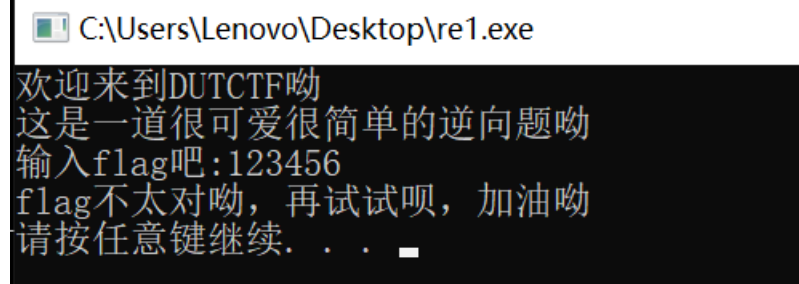 C:\Users\Lenovo\Desktop\re1.exe
欢迎来到DUTCTF呦
这是一道很可爱很简单的逆向题呦
输入flag吧:123456
flag不太对呦，再试试呗，加油呦
请按任意键继续. . .